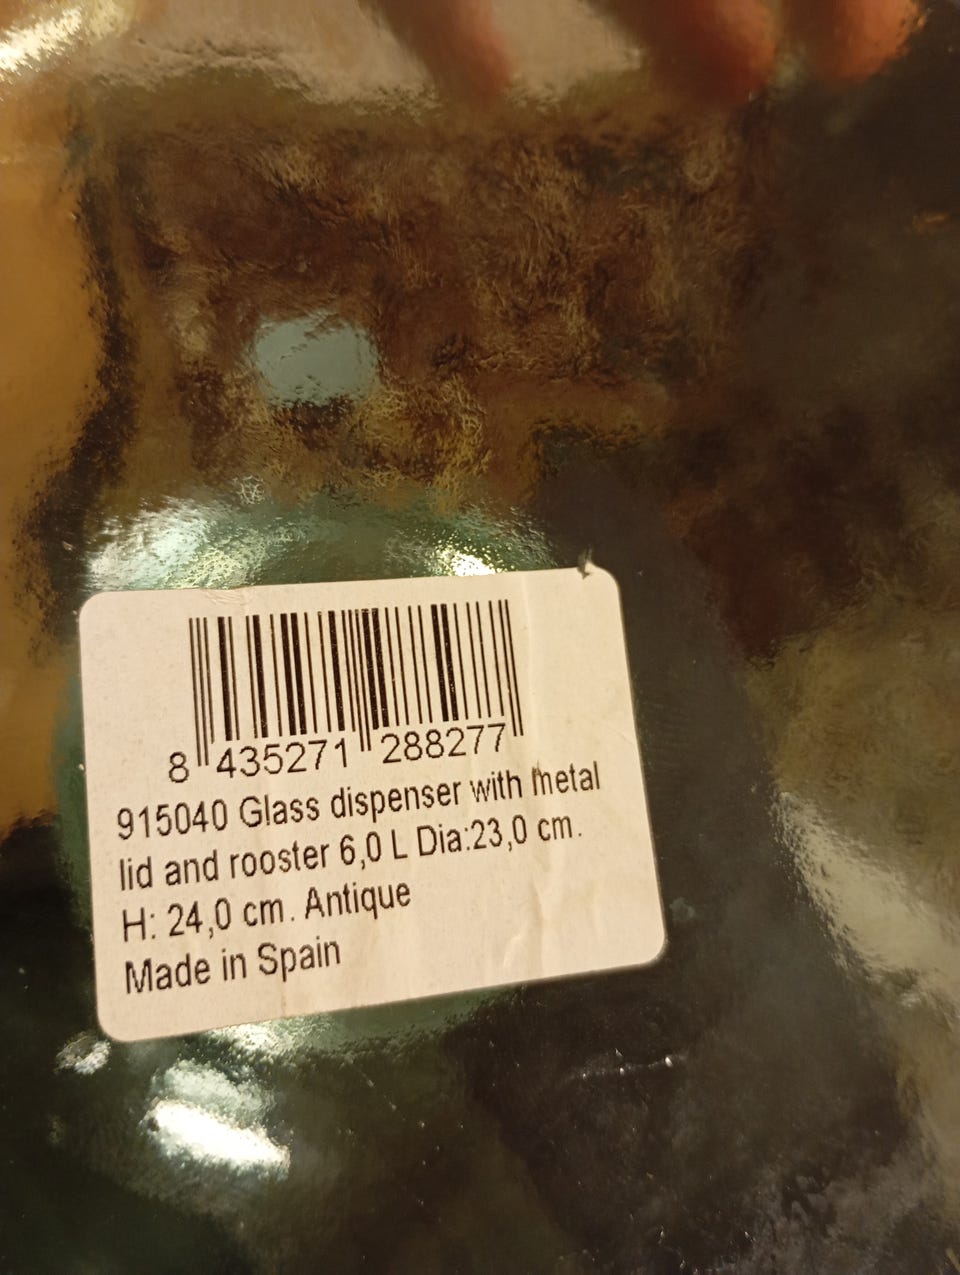 8 435271 288277
915040 Glass dispenser with metal
lid and rooster 6,0 L Dia:23,0 cm.
H: 24,0 cm. Antique
Made in Spain